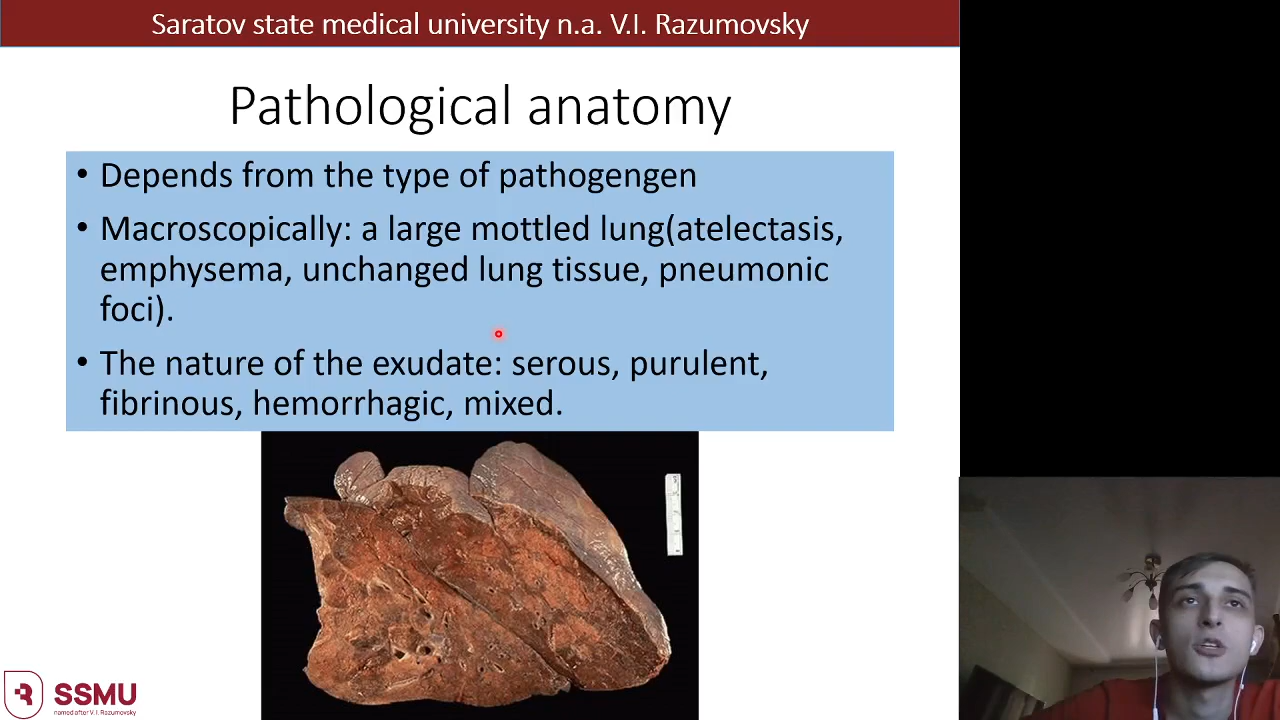 Saratov state medical university n.a. V.I. Razumovsky
Pathological anatomy
• Depends from the type of pathogengen
• Macroscopically: a large mottled lung(atelectasis,
emphysema, unchanged lung tissue, pneumonic
foci).
• The nature of the exudate: serous, purulent,
fibrinous, hemorrhagic, mixed.
SSMU
named after V. I. Razumovsky